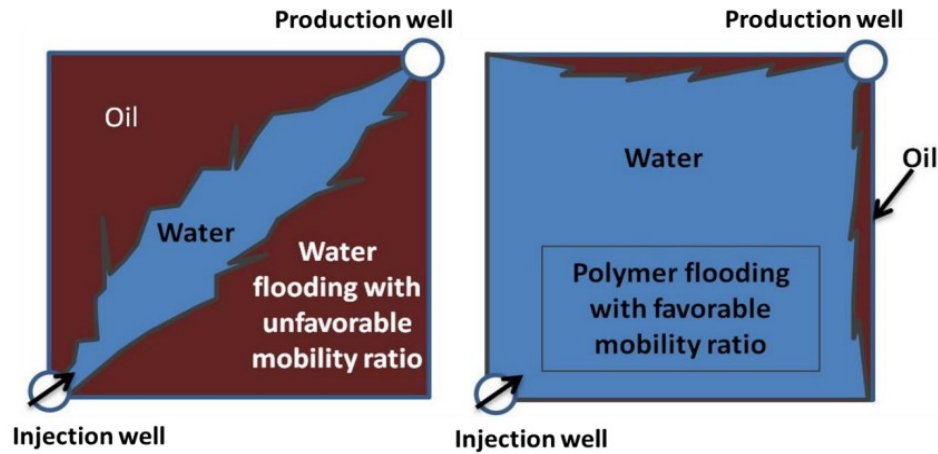 Production well
Oil
Water
Water
flooding with
unfavorable
mobility ratio
Injection well
Production well
Water
Oil
Polymer flooding
with favorable
mobility ratio
Injection well